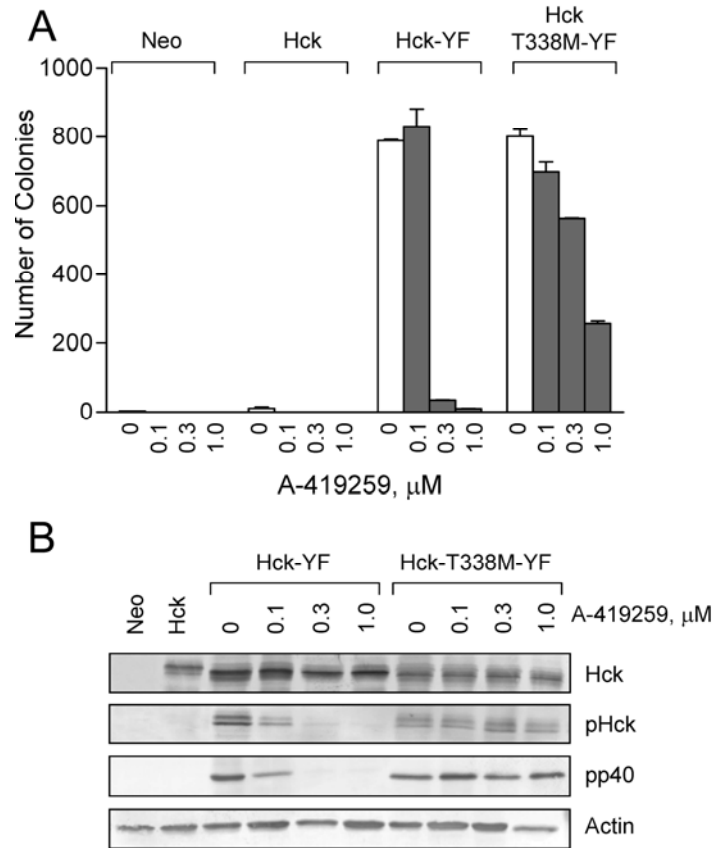 A
Neo
Hck
Hck-YF
Hck
T338M-YF
Number of Colonies
1000
800
600
400
200
0
0 0.1 0.3 1.0 0 0.1 0.3 1.0 0 0.1 0.3 1.0 0 0.1 0.3 1.0
A-419259, μM
B
Neo
Hck
Hck-YF
Hck-T338M-YF
0 0.1 0.3 1.0 0 0.1 0.3 1.0 A-419259, μM
Hck
pHck
pp40
Actin